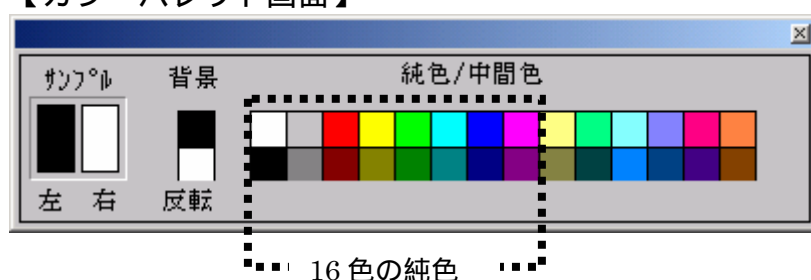 【カラーパレット画面】
ｻﾝﾌﾟﾙ 背景 純色/中間色
左 右 反転
16 色の純色